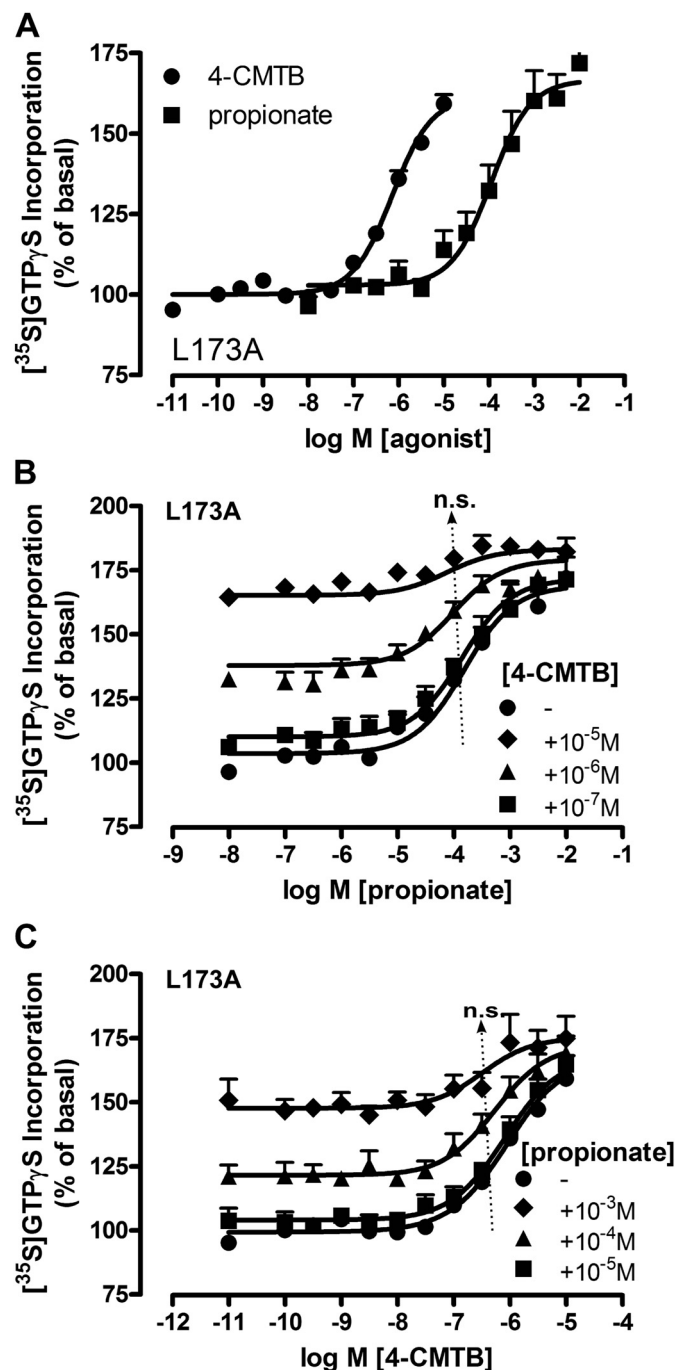 A
175
150
125
100
75
[³⁵S]GTPγS Incorporation
(% of basal)
4-CMTB
propionate
L173A
-11 -10 -9 -8 -7 -6 -5 -4 -3 -2 -1
log M [agonist]
B
L173A
n.s.
200
175
150
125
100
75
[³⁵S]GTPγS Incorporation
(% of basal)
[4-CMTB]
-
+10⁻⁵M
+10⁻⁶M
+10⁻⁷M
-9 -8 -7 -6 -5 -4 -3 -2 -1
log M [propionate]
C
L173A
n.s.
200
175
150
125
100
75
[³⁵S]GTPγS Incorporation
(% of basal)
[propionate]
-
+10⁻³M
+10⁻⁴M
+10⁻⁵M
-12 -11 -10 -9 -8 -7 -6 -5 -4
log M [4-CMTB]